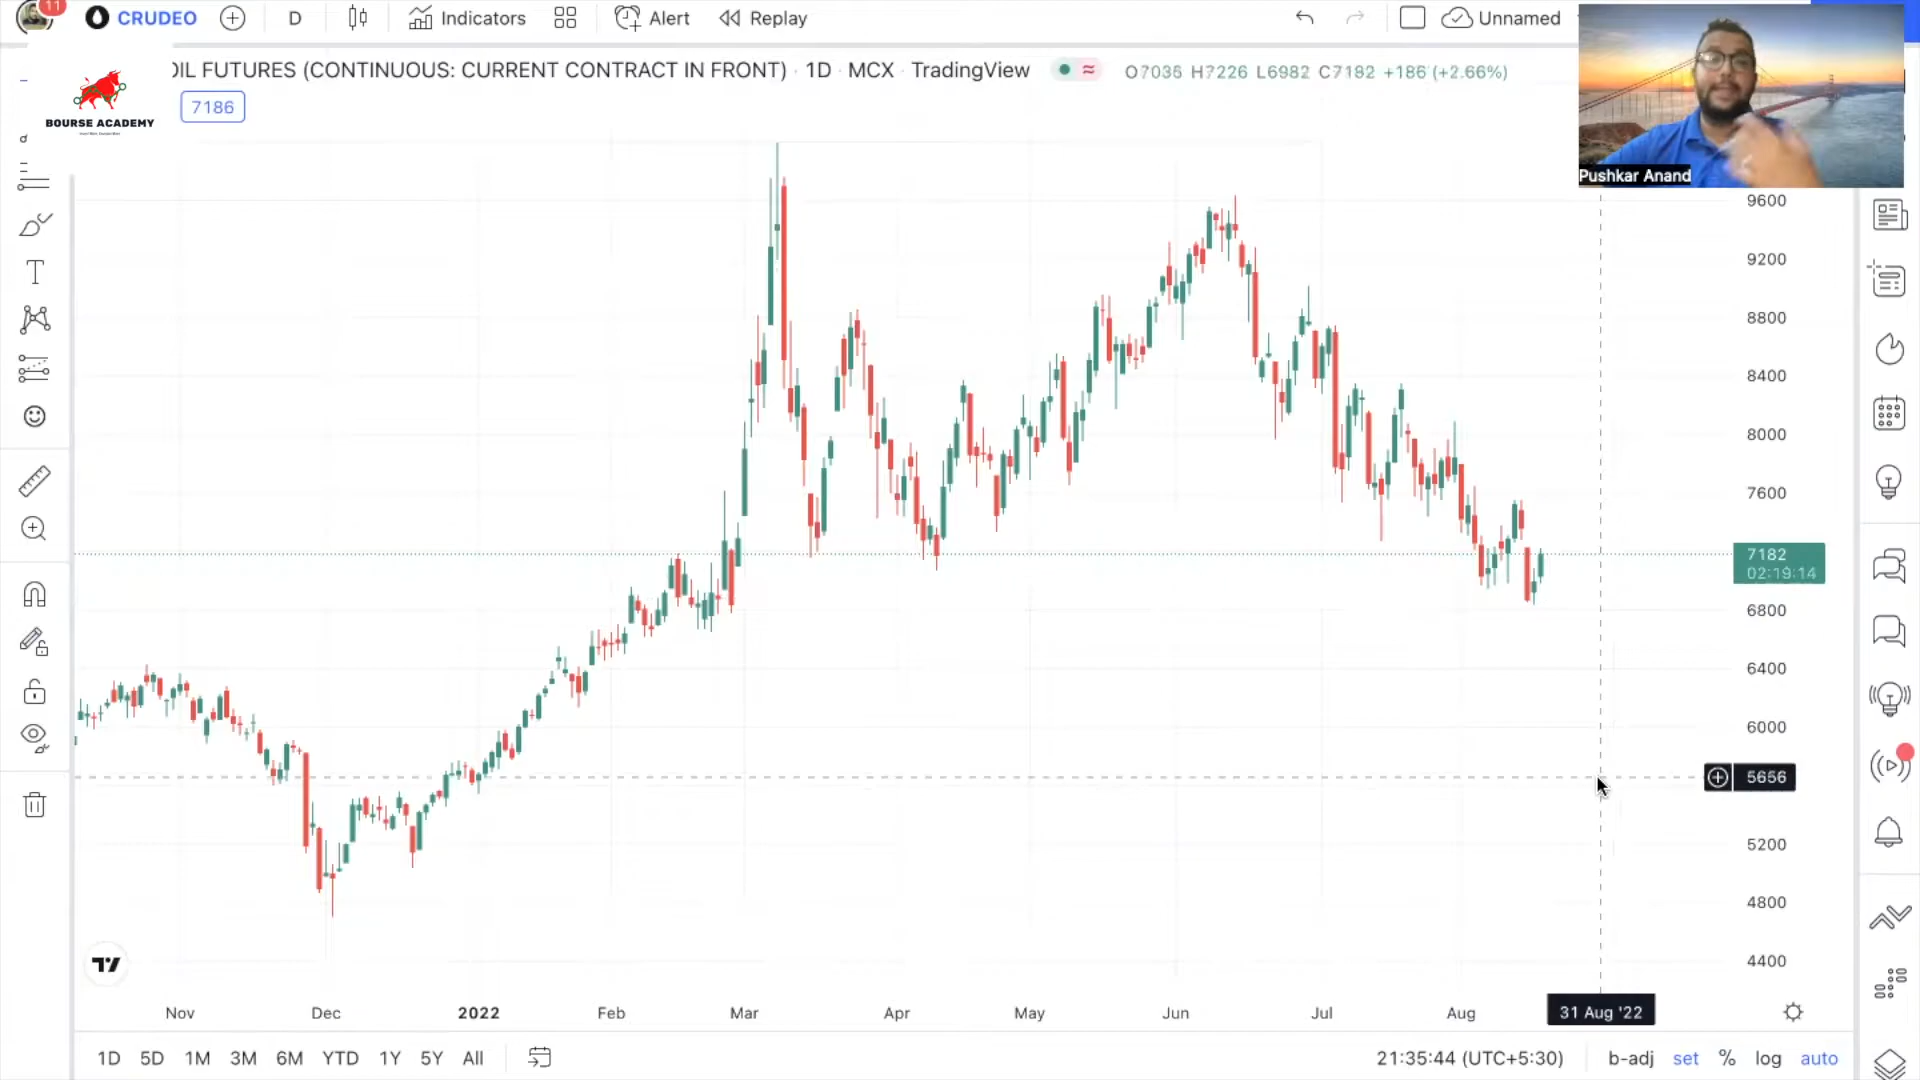 11
CRUDEO
D
Indicators
Alert
Replay
Unnamed
OIL FUTURES (CONTINUOUS: CURRENT CONTRACT IN FRONT) · 1D · MCX · TradingView
O7036 H7226 L6982 C7182 +186 (+2.66%)
7186
BOURSE ACADEMY
Pushkar Anand
9600
9200
8800
8400
8000
7600
7182
02:19:14
6800
6400
6000
5656
5200
4800
4400
Nov
Dec
2022
Feb
Mar
Apr
May
Jun
Jul
Aug
31 Aug '22
1D 5D 1M 3M 6M YTD 1Y 5Y All
21:35:44 (UTC+5:30)
b-adj set % log auto